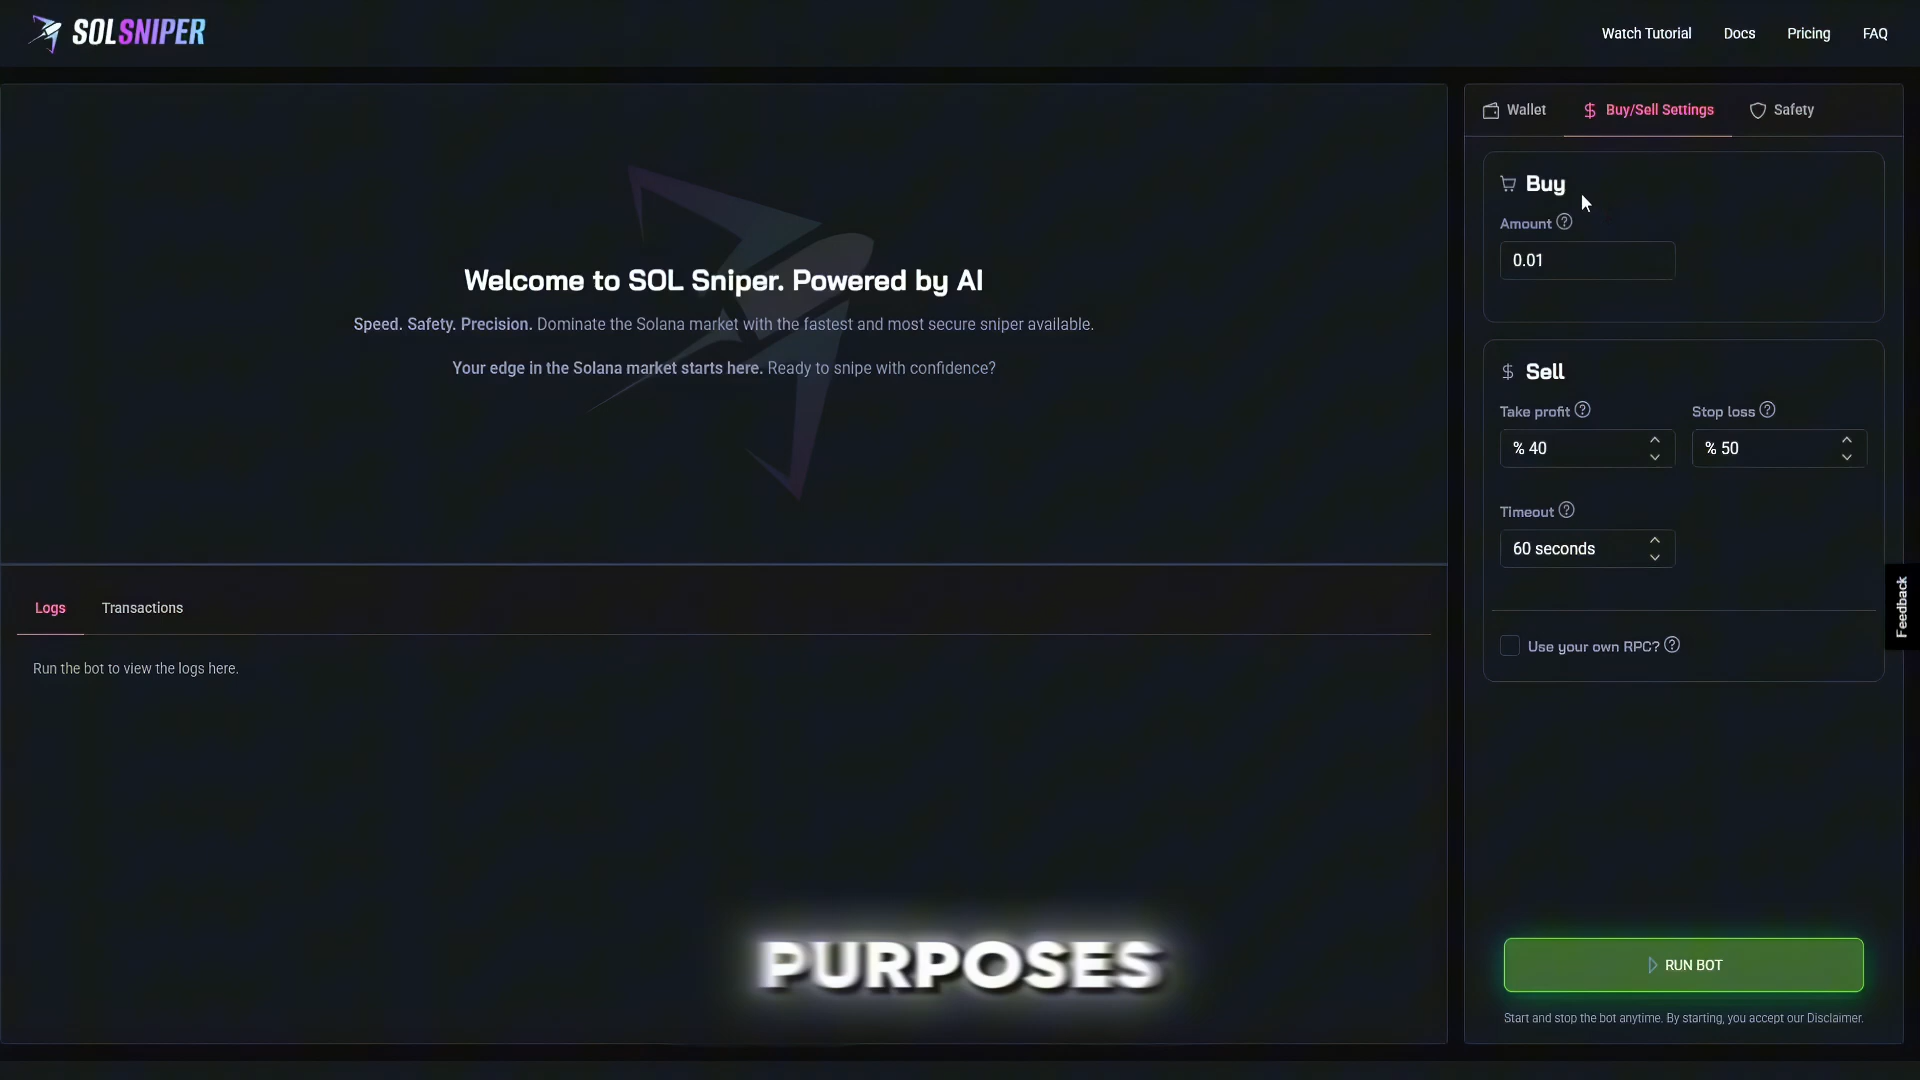 SOLSNIPER
Watch Tutorial
Docs
Pricing
FAQ
Wallet
Buy/Sell Settings
Safety
Buy
Amount
0.01
Welcome to SOL Sniper. Powered by AI
Speed. Safety. Precision. Dominate the Solana market with the fastest and most secure sniper available.
Your edge in the Solana market starts here. Ready to snipe with confidence?
Sell
Take profit
Stop loss
% 40
% 50
Timeout
60 seconds
Use your own RPC?
Feedback
Logs
Transactions
Run the bot to view the logs here.
PURPOSES
RUN BOT
Start and stop the bot anytime. By starting, you accept our Disclaimer.